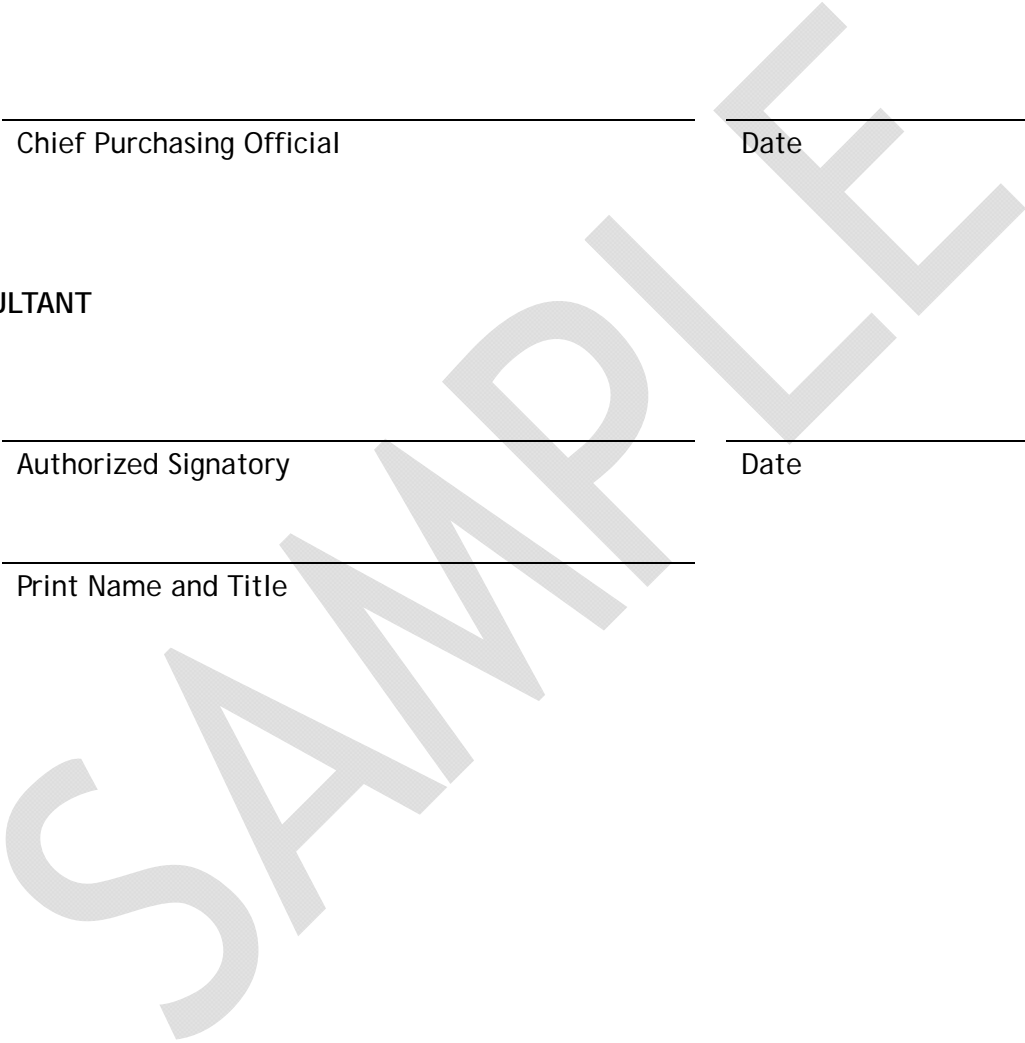 Chief Purchasing Official Date
ULTANT
Authorized Signatory Date
Print Name and Title
SAMPLE